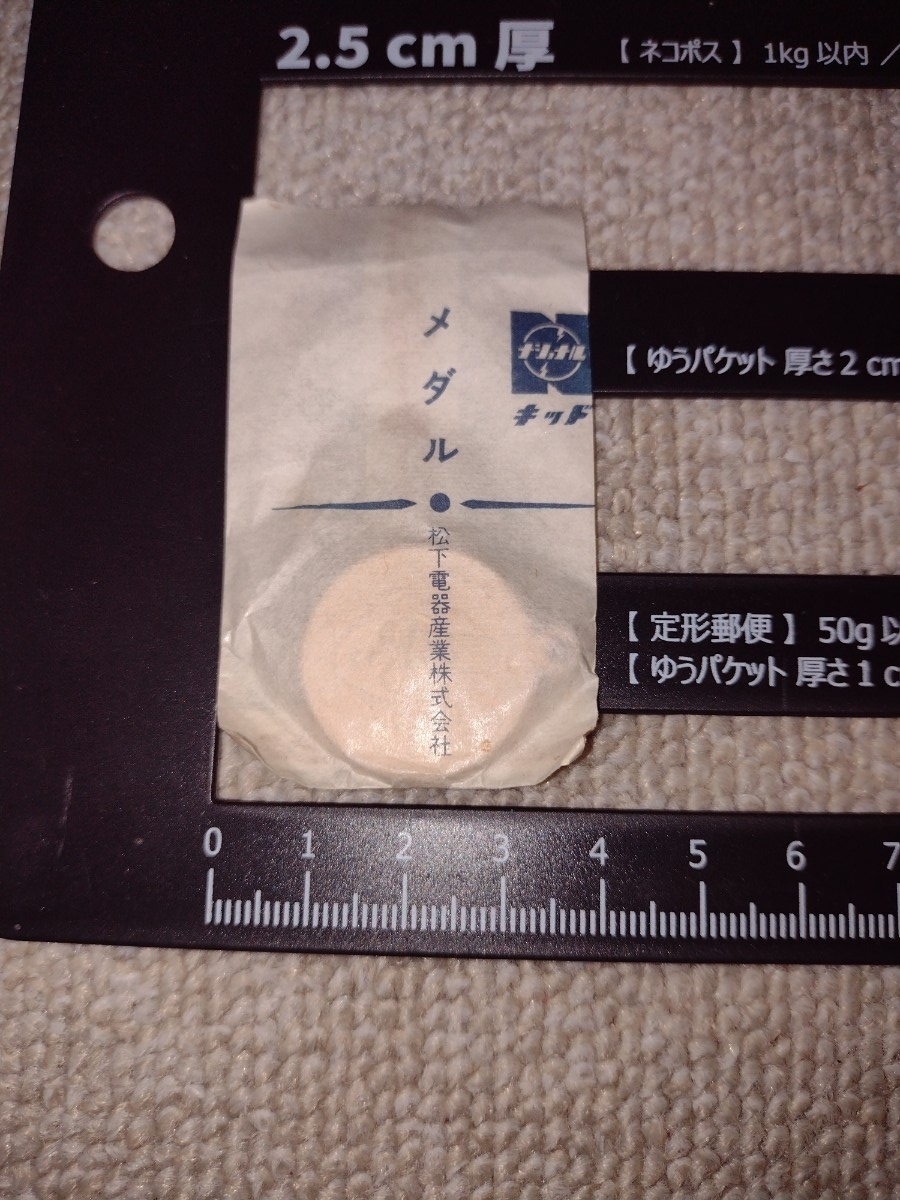 2.5 cm 厚
【 ネコポス 】 1kg 以内 /
メダル
ナショナル
キッド
【 ゆうパケット 厚さ 2 cm
松下電器産業株式会社
【 定形郵便 】 50g 以
【 ゆうパケット 厚さ 1 c
0 1 2 3 4 5 6 7